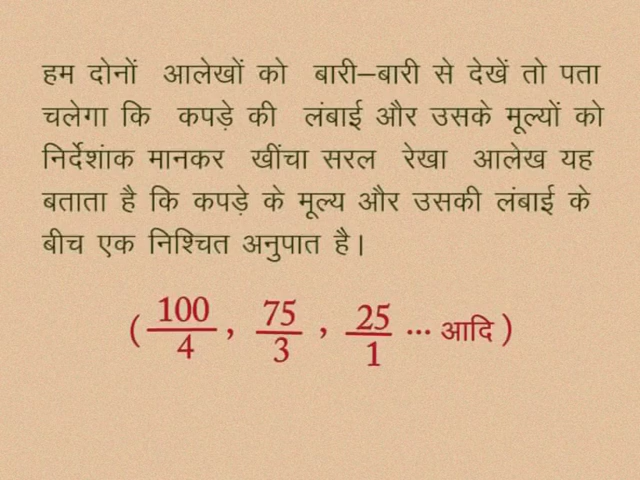 हम दोनों आलेखों को बारी–बारी से देखें तो पता
चलेगा कि कपड़े की लंबाई और उसके मूल्यों को
निर्देशांक मानकर खींचा सरल रेखा आलेख यह
बताता है कि कपड़े के मूल्य और उसकी लंबाई के
बीच एक निश्चित अनुपात है।
( 100/4 , 75/3 , 25/1 ... आदि )